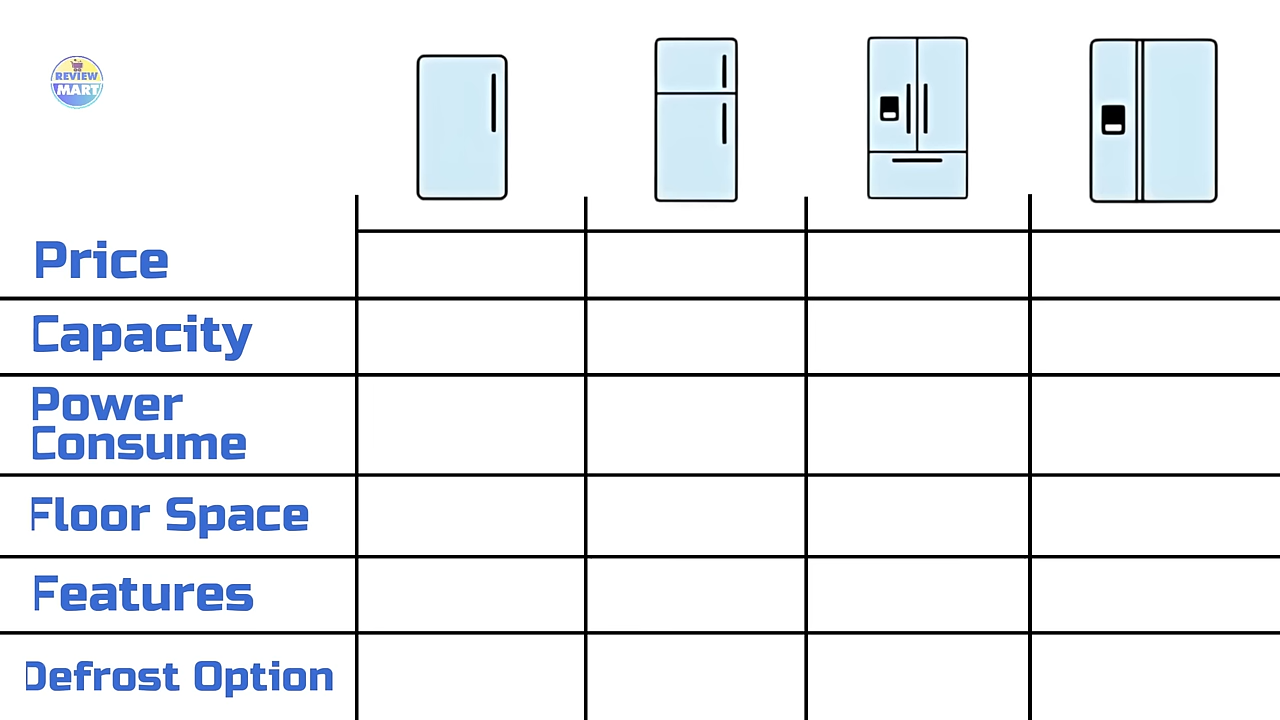 REVIEW
MART
Price
Capacity
Power
Consume
Floor Space
Features
Defrost Option